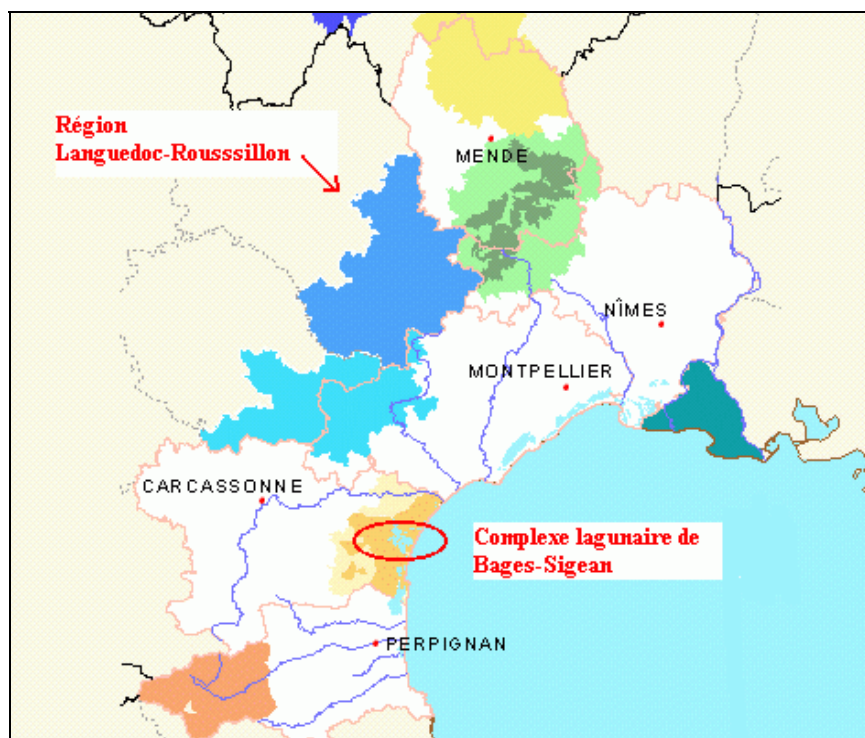 Région
Languedoc-Rousssillon
MENDE
NÎMES
MONTPELLIER
CARCASSONNE
Complexe lagunaire de
Bages-Sigean
PERPIGNAN